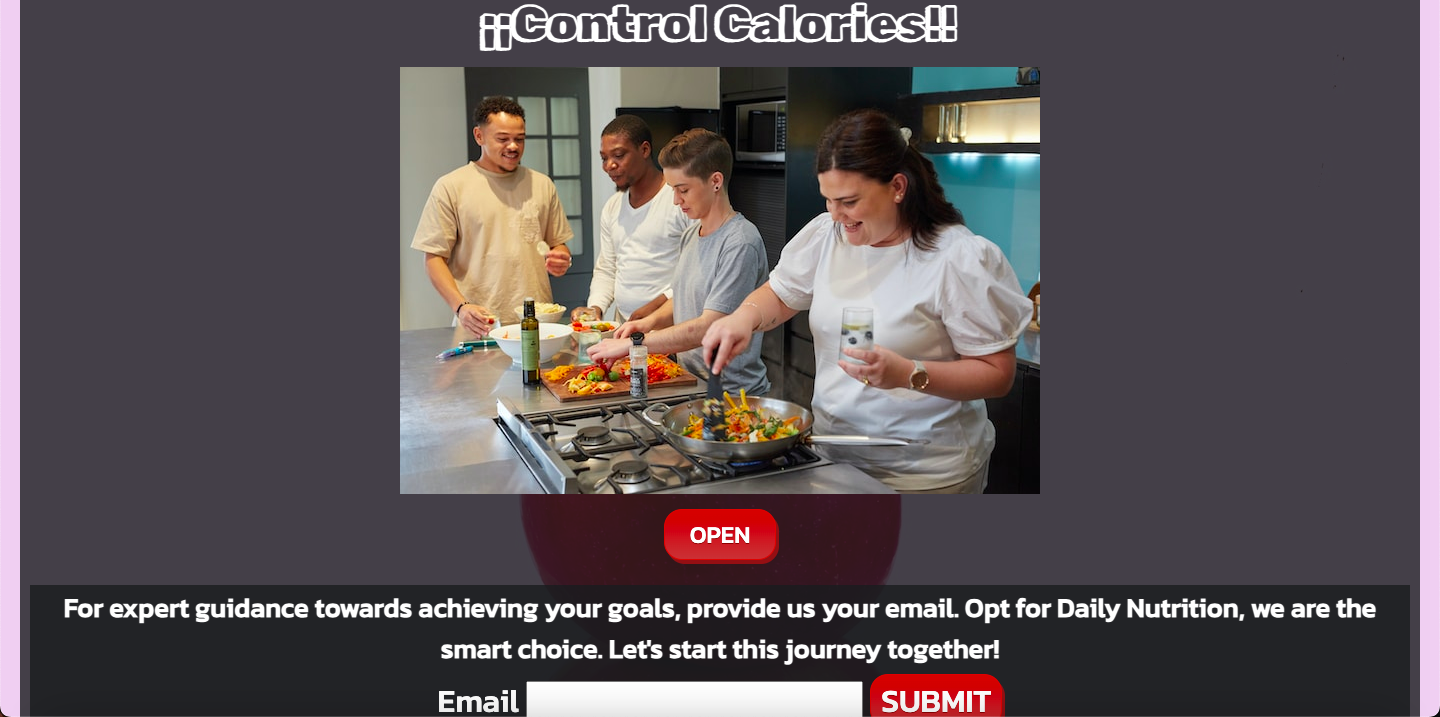 ¡¡Control Calories!!
OPEN
For expert guidance towards achieving your goals, provide us your email. Opt for Daily Nutrition, we are the
smart choice. Let's start this journey together!
Email SUBMIT